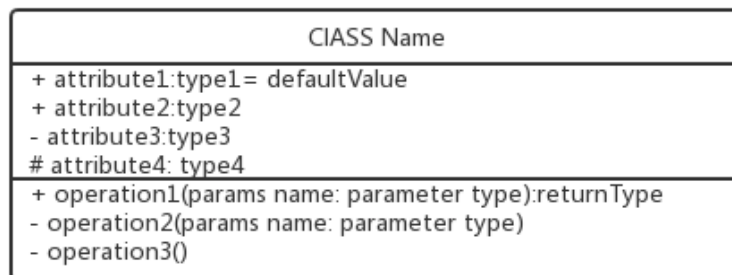 ClASS Name
+ attribute1:type1= defaultValue
+ attribute2:type2
- attribute3:type3
# attribute4: type4
+ operation1(params name: parameter type):returnType
- operation2(params name: parameter type)
- operation3()